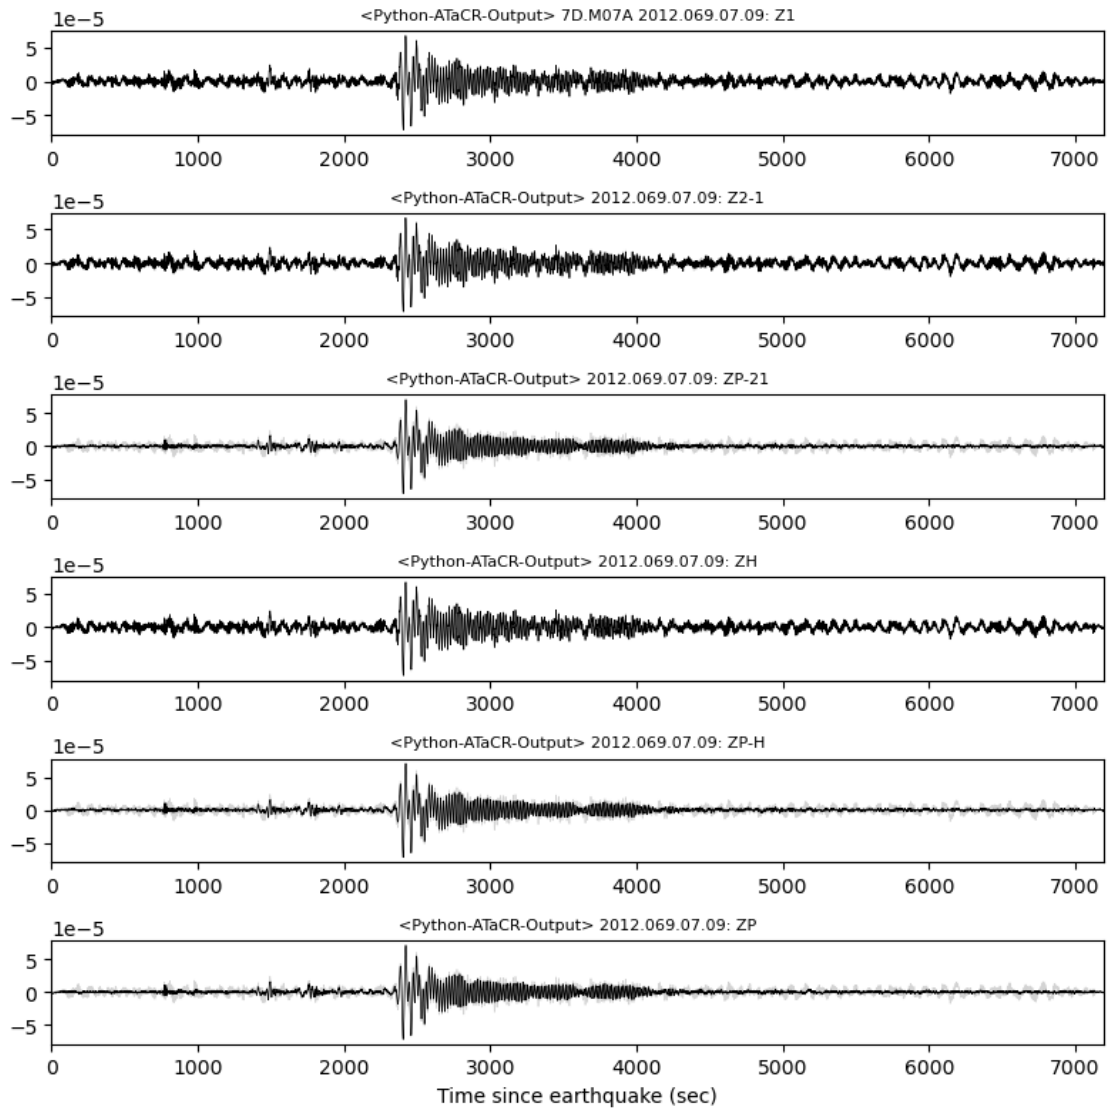 <Python-ATaCR-Output> 7D.M07A 2012.069.07.09: Z1
1e−5
5
0
−5
0 1000 2000 3000 4000 5000 6000 7000
<Python-ATaCR-Output> 2012.069.07.09: Z2-1
1e−5
5
0
−5
0 1000 2000 3000 4000 5000 6000 7000
<Python-ATaCR-Output> 2012.069.07.09: ZP-21
1e−5
5
0
−5
0 1000 2000 3000 4000 5000 6000 7000
<Python-ATaCR-Output> 2012.069.07.09: ZH
1e−5
5
0
−5
0 1000 2000 3000 4000 5000 6000 7000
<Python-ATaCR-Output> 2012.069.07.09: ZP-H
1e−5
5
0
−5
0 1000 2000 3000 4000 5000 6000 7000
<Python-ATaCR-Output> 2012.069.07.09: ZP
1e−5
5
0
−5
0 1000 2000 3000 4000 5000 6000 7000
Time since earthquake (sec)